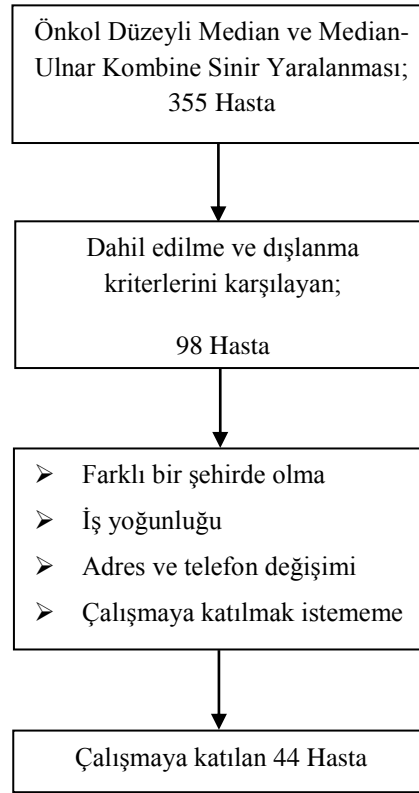 Önkol Düzeyli Median ve Median-
Ulnar Kombine Sinir Yaralanması;
355 Hasta
Dahil edilme ve dışlanma
kriterlerini karşılayan;
98 Hasta
➢ Farklı bir şehirde olma
➢ İş yoğunluğu
➢ Adres ve telefon değişimi
➢ Çalışmaya katılmak istememe
Çalışmaya katılan 44 Hasta